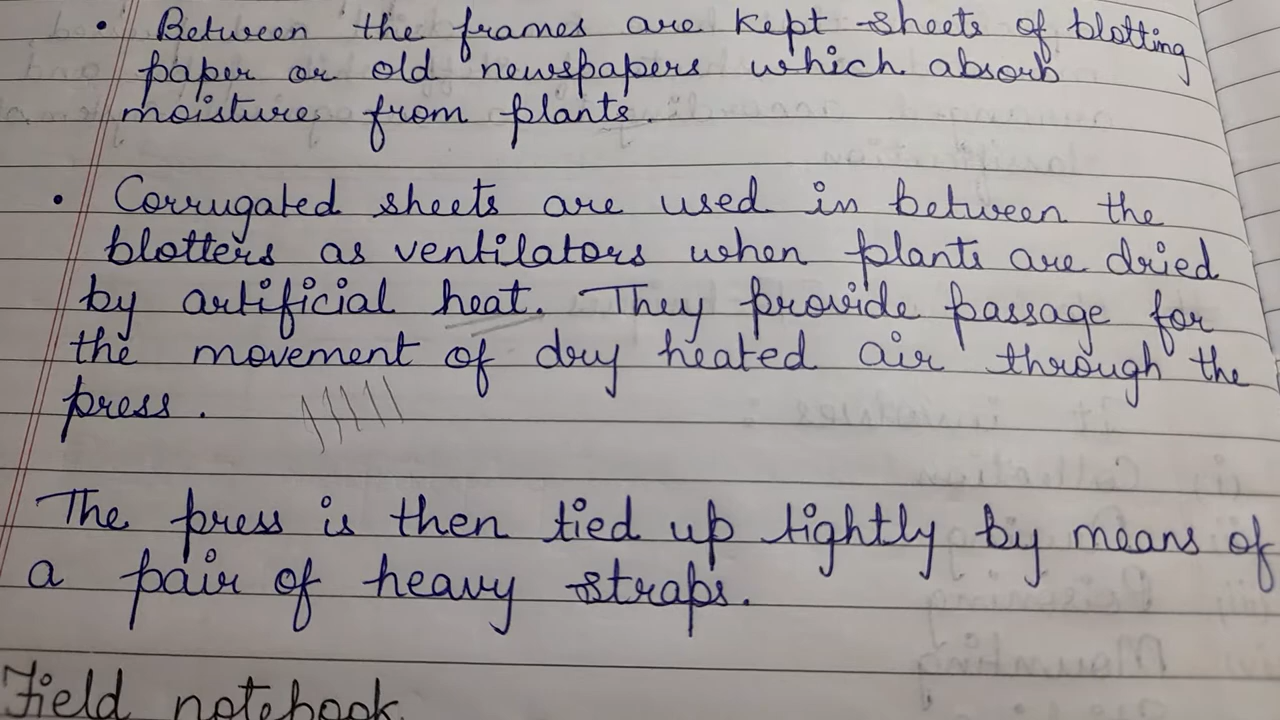 • Between the frames are kept sheets of blotting
paper or old newspapers which absorb
moisture from plants.
• Corrugated sheets are used in between the
blotters as ventilators when plants are dried
by artificial heat. They provide passage for
the movement of dry heated air through the
press.
The press is then tied up tightly by means of
a pair of heavy straps.
Field notebook